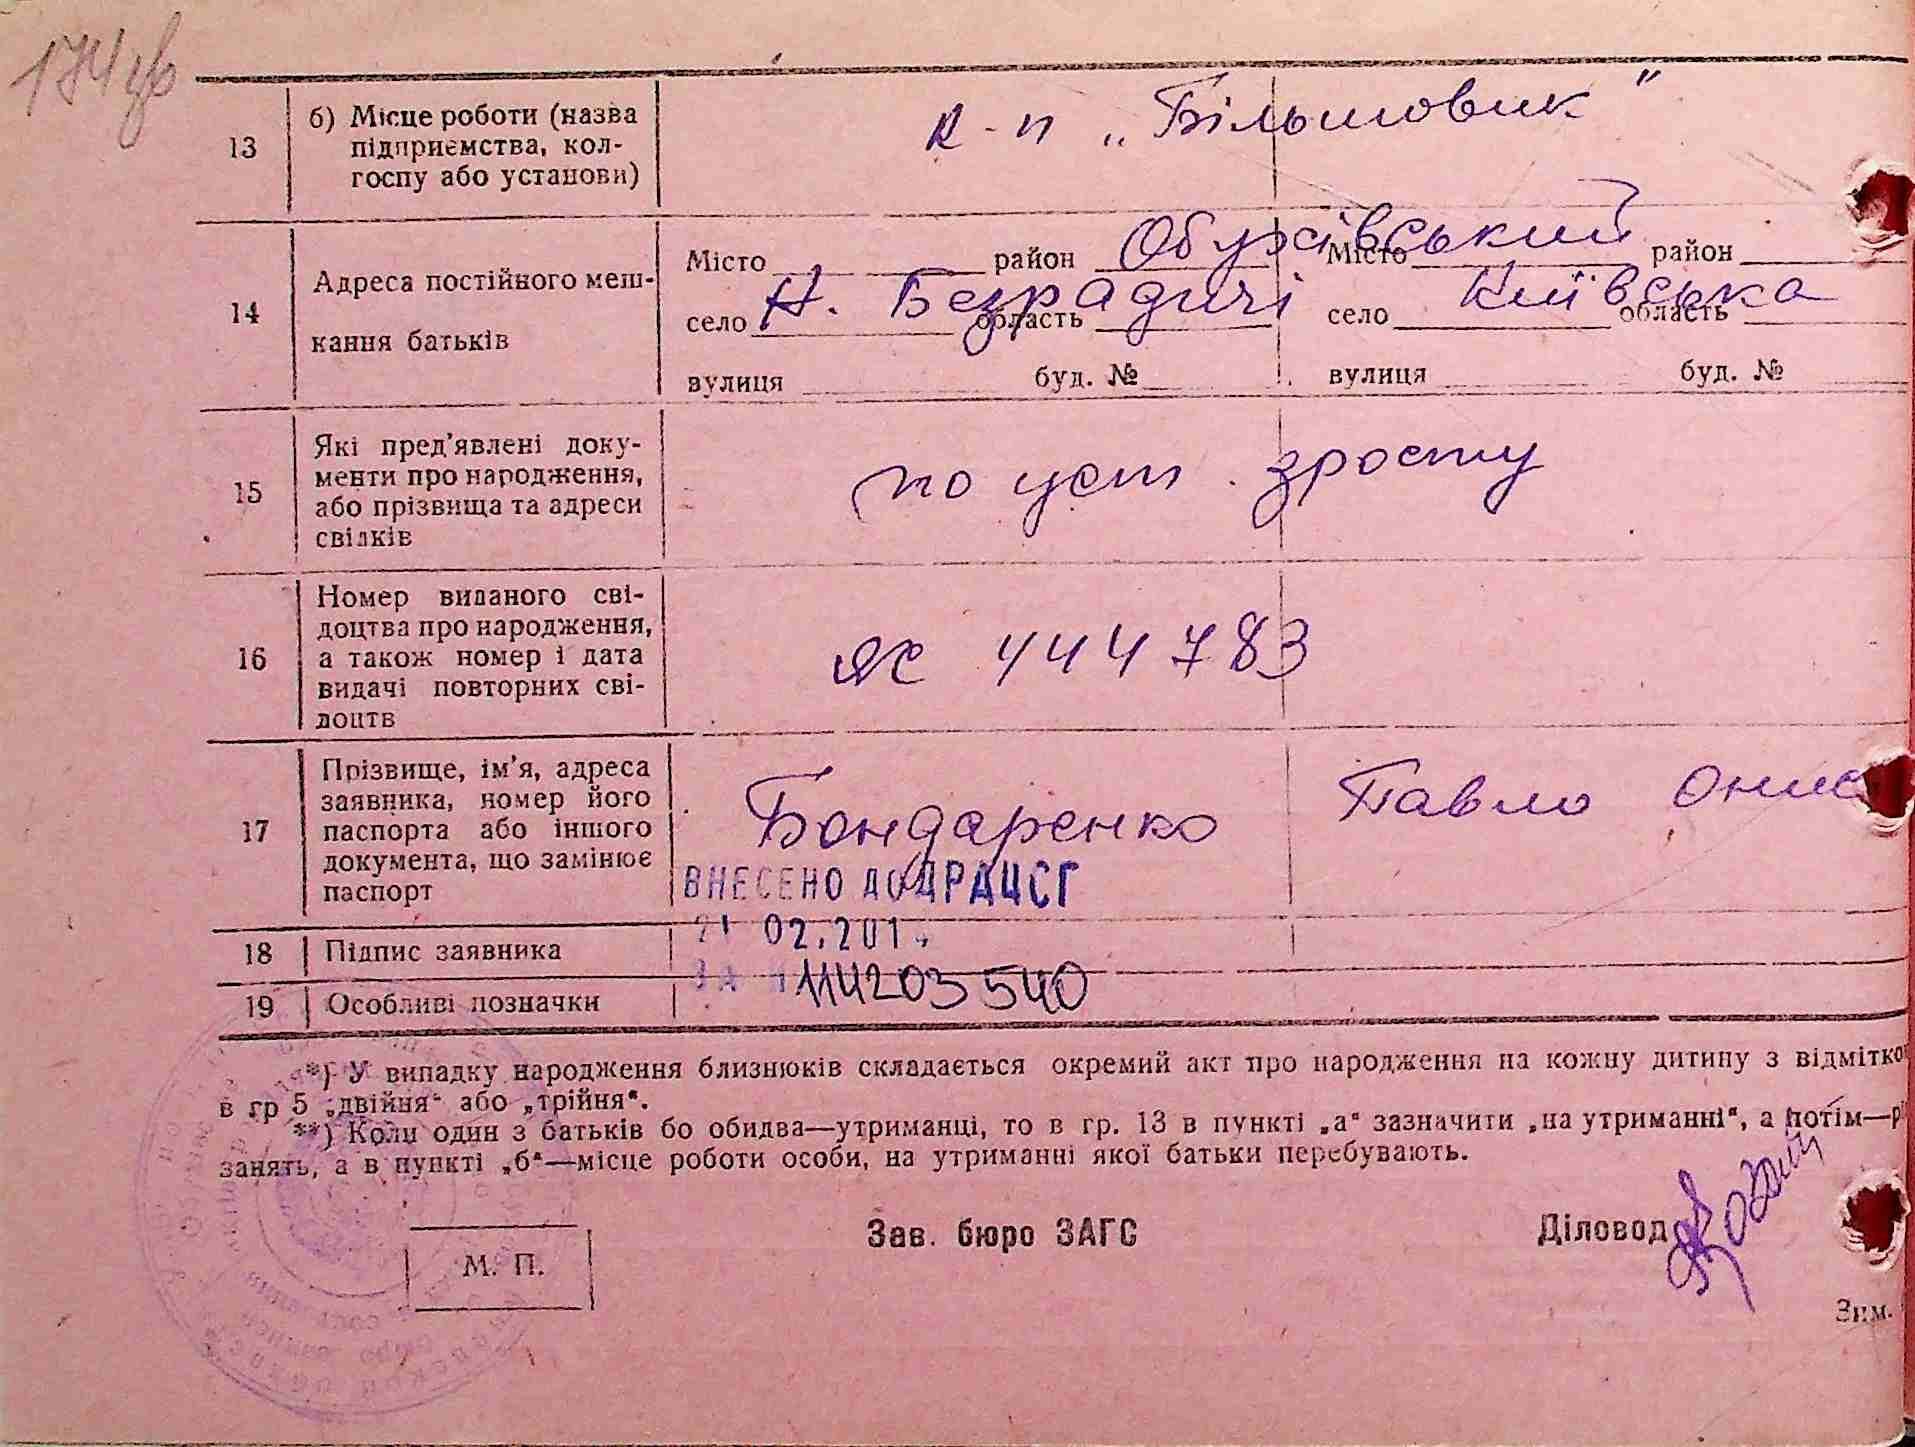 174
13 б) Місце роботи (назва
підприємства, кол-
госпу або установи)
к-п „Більшовик"
14 Адреса постійного меш-
кання батьків
Місто район Обухівський Місто район
село Н. Безрадичі область село Київська область
вулиця буд. № вулиця буд. №
15 Які пред'явлені доку-
менти про народження,
або прізвища та адреси
свідків
по уст. зросту
16 Номер виданого сві-
доцтва про народження,
а також номер і дата
видачі повторних сві-
доцтв
ЯС 444783
17 Прізвище, ім'я, адреса
заявника, номер його
паспорта або іншого
документа, що замінює
паспорт
Бондаренко Павло Онис
ВНЕСЕНО ДО ДРАЦСГ
02.201
18 Підпис заявника
ЗА 114203540
19 Особливі позначки
*) У випадку народження близнюків складається окремий акт про народження на кожну дитину з відмітко
в гр 5 „двійня" або „трійня".
**) Коли один з батьків бо обидва—утриманці, то в гр. 13 в пункті „а" зазначити „на утриманні", а потім—р
занять, а в пункті „б"—місце роботи особи, на утриманні якої батьки перебувають.
М. П.
Зав. бюро ЗАГС
Діловод
Зим.